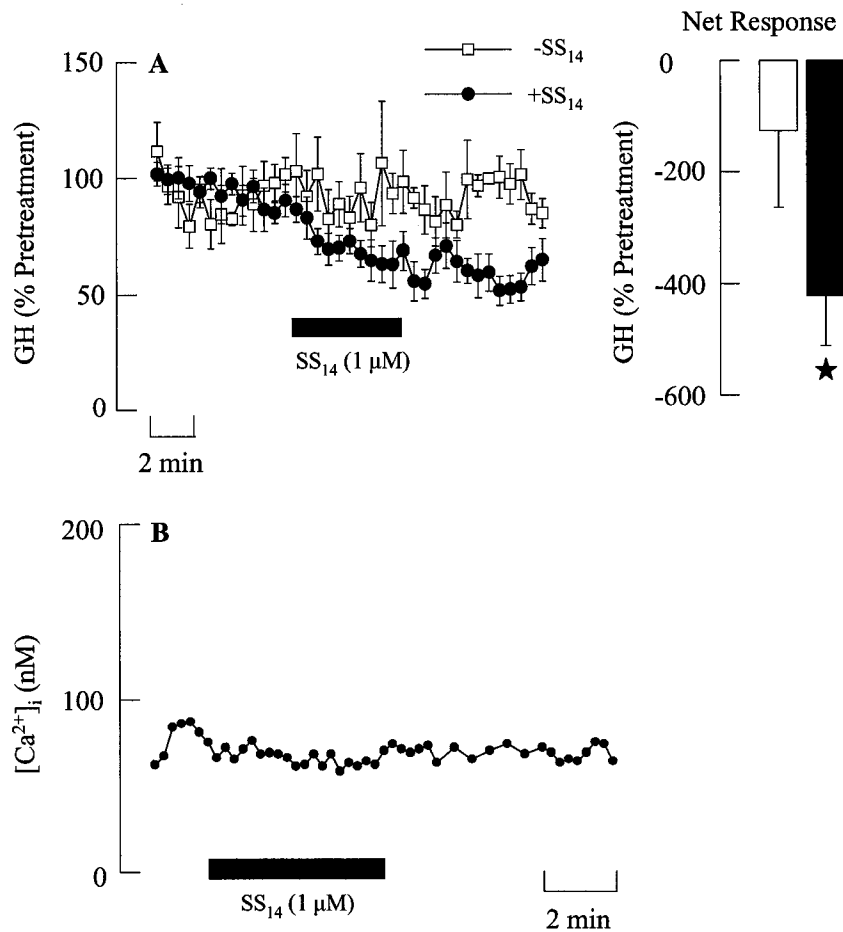 Net Response
150
A
-SS14
+SS14
100
50
0
GH (% Pretreatment)
SS14 (1 µM)
2 min
0
-200
-400
-600
GH (% Pretreatment)
200
B
100
0
[Ca2+]i (nM)
SS14 (1 µM)
2 min